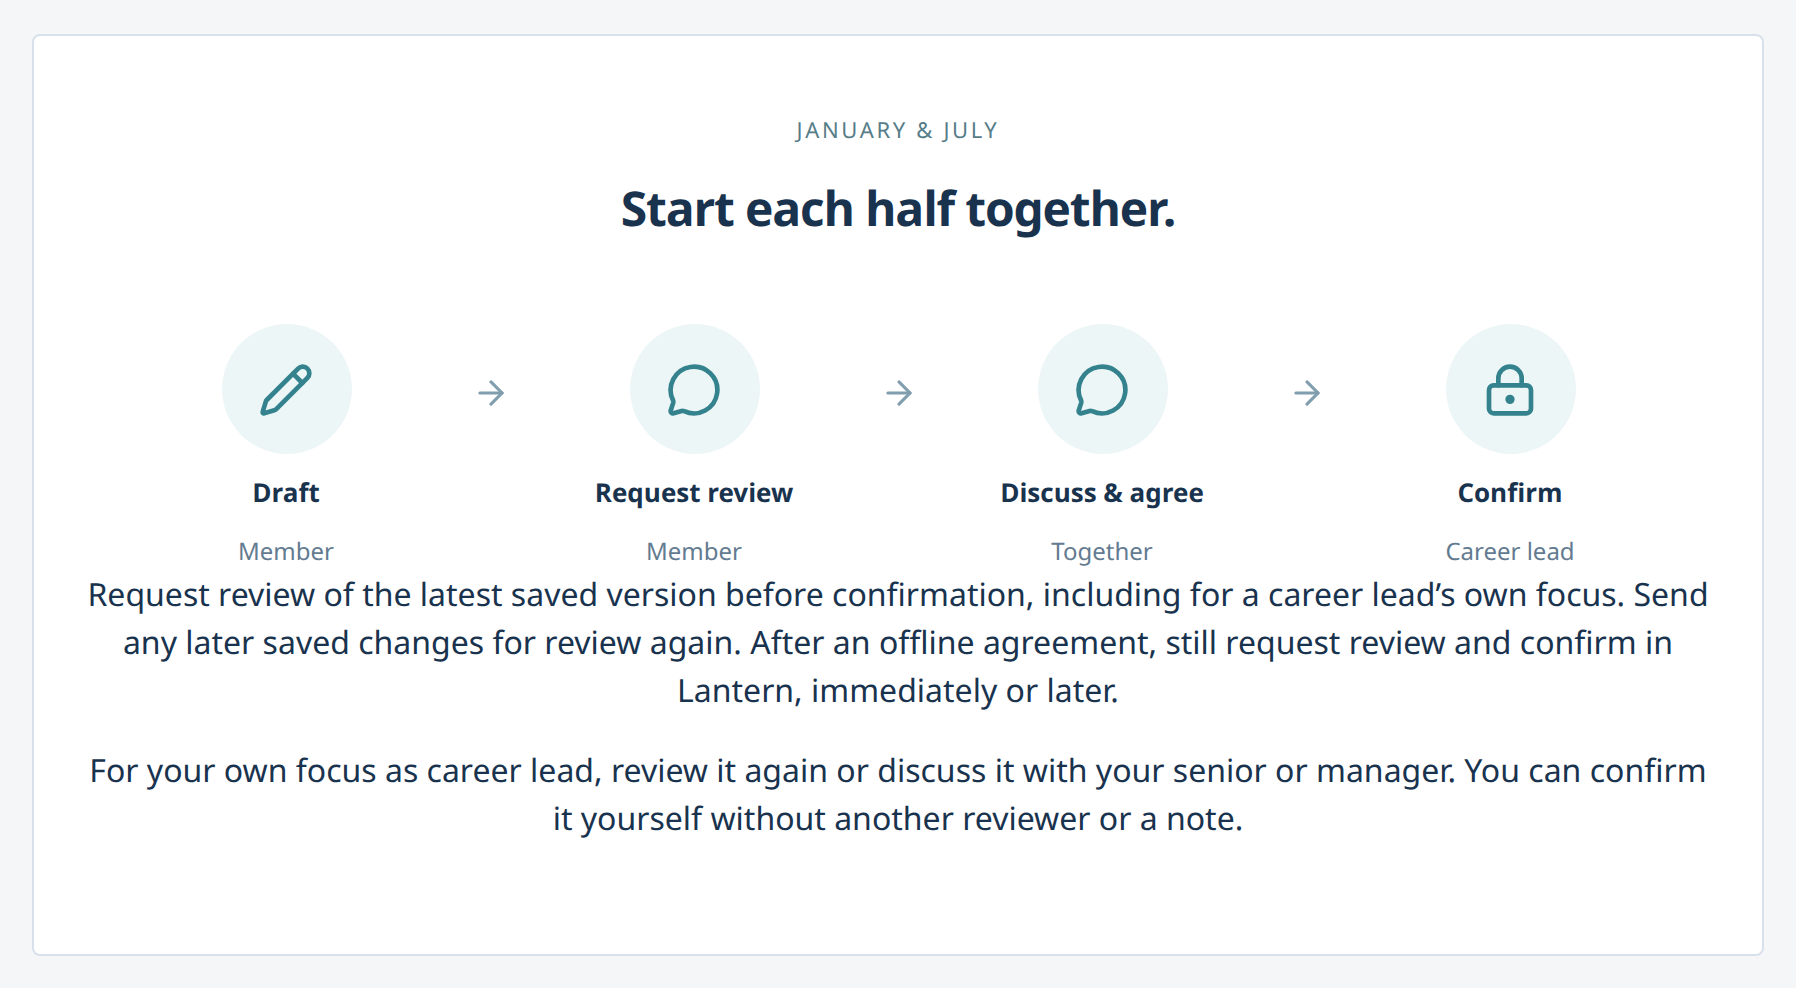 JANUARY & JULY
Start each half together.
Draft
Request review
Discuss & agree
Confirm
Member
Member
Together
Career lead
Request review of the latest saved version before confirmation, including for a career lead’s own focus. Send
any later saved changes for review again. After an offline agreement, still request review and confirm in
Lantern, immediately or later.
For your own focus as career lead, review it again or discuss it with your senior or manager. You can confirm
it yourself without another reviewer or a note.